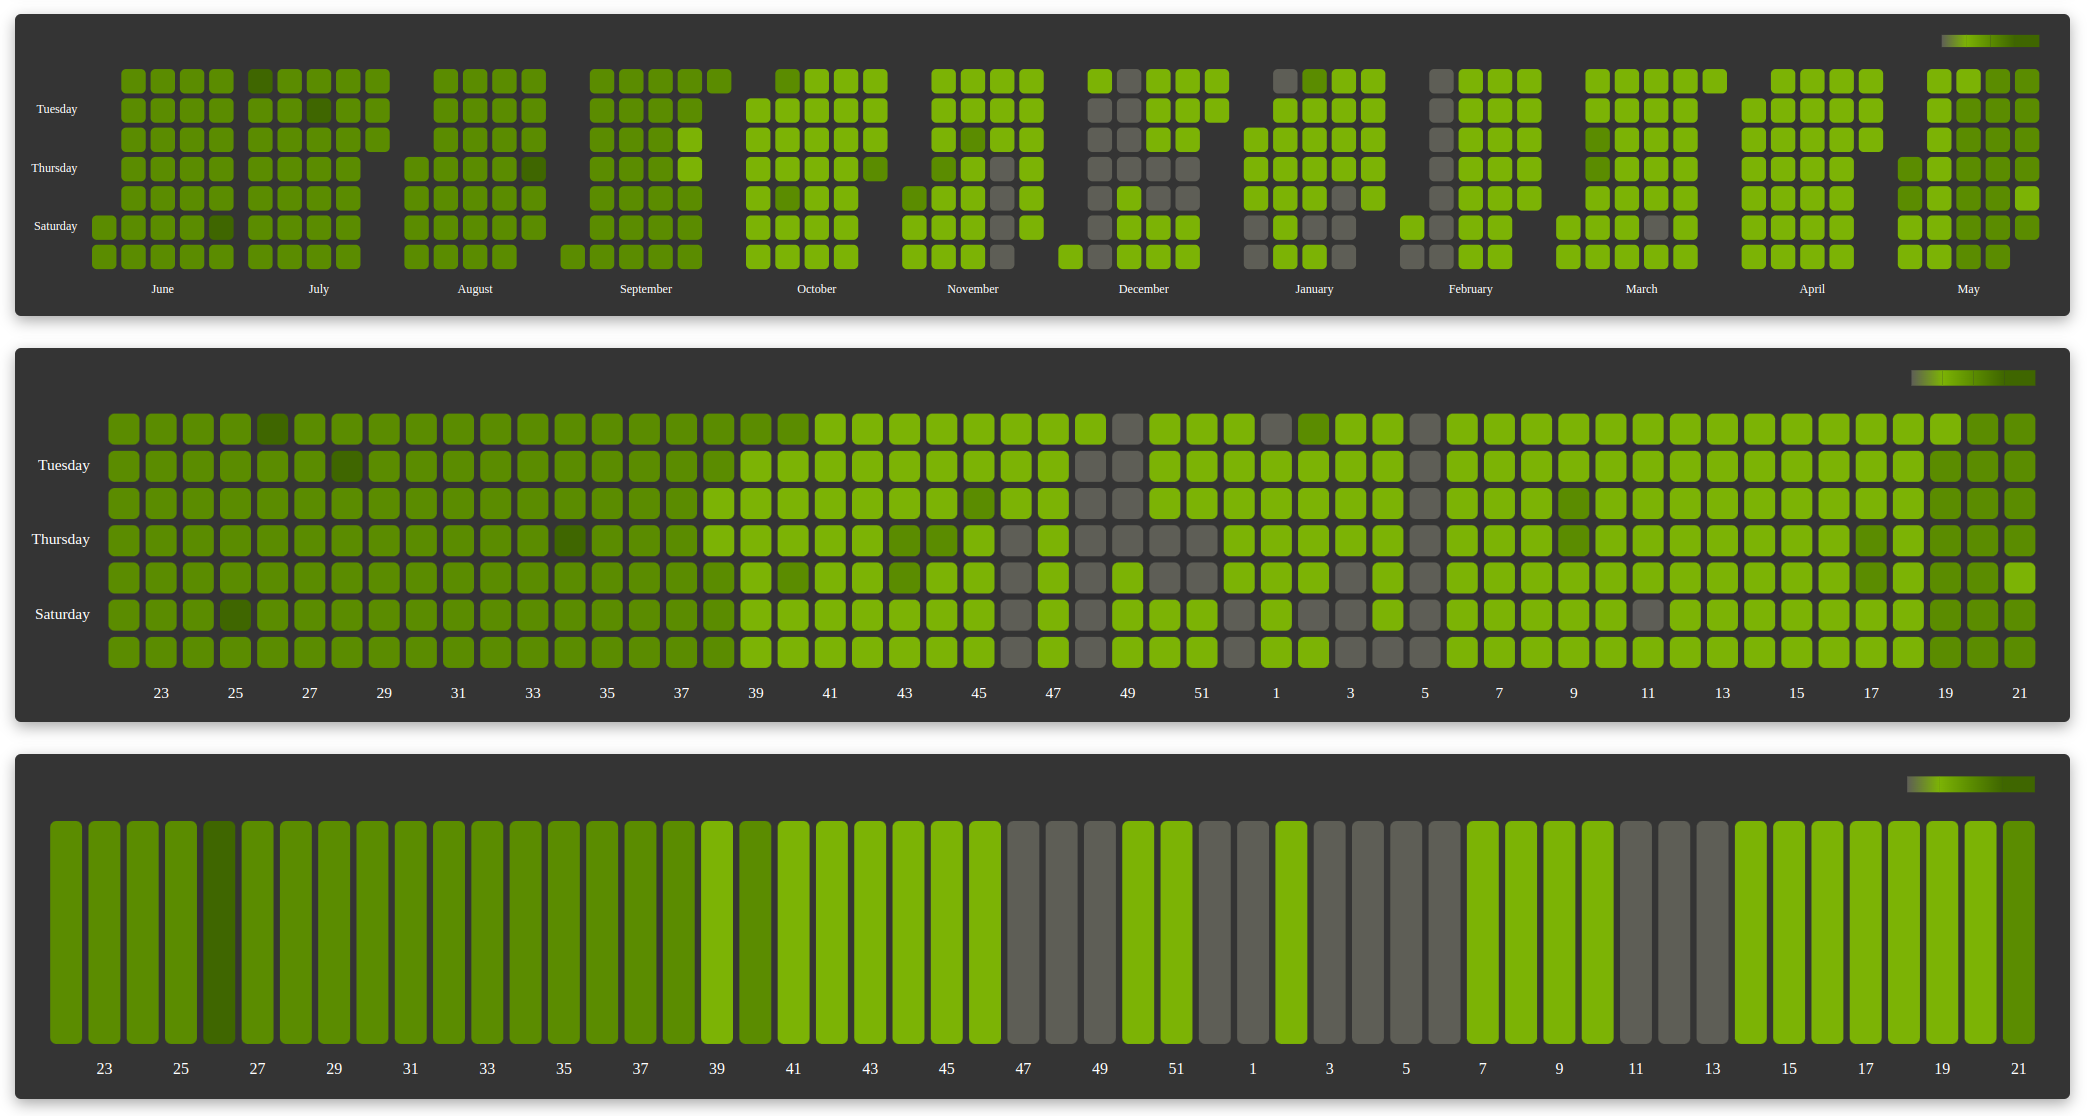 Tuesday
Thursday
Saturday
June July August September October November December January February March April May
Tuesday
Thursday
Saturday
23 25 27 29 31 33 35 37 39 41 43 45 47 49 51 1 3 5 7 9 11 13 15 17 19 21
23 25 27 29 31 33 35 37 39 41 43 45 47 49 51 1 3 5 7 9 11 13 15 17 19 21